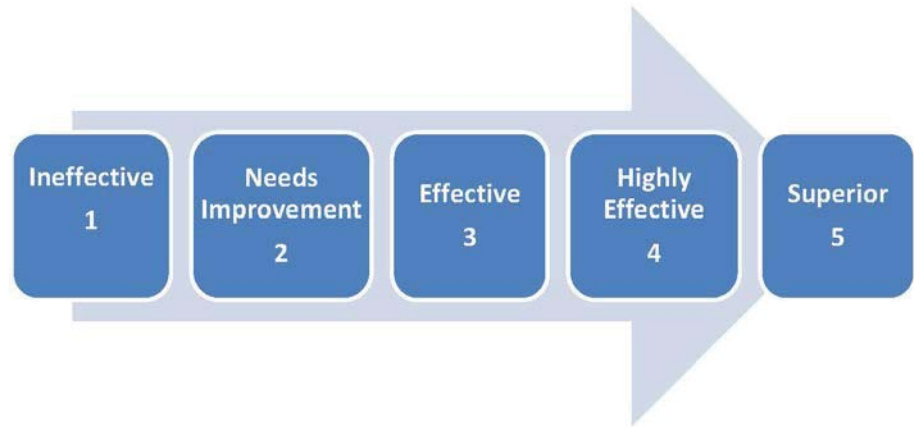 Ineffective
1
Needs
Improvement
2
Effective
3
Highly
Effective
4
Superior
5